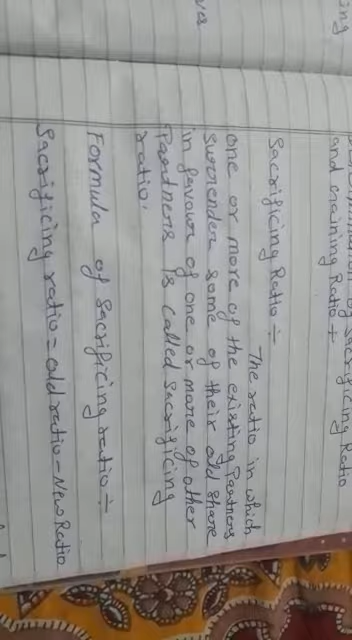 of Sacrificing Ratio
and Gaining Ratio ÷
Sacrificing Ratio ÷
The ratio in which
one or more of the existing Partners
surrender some of their old share
in favour of one or more of other
Partners is called Sacrificing
ratio.
Formula of Sacrificing ratio ÷
Sacrificing ratio = old ratio - New Ratio